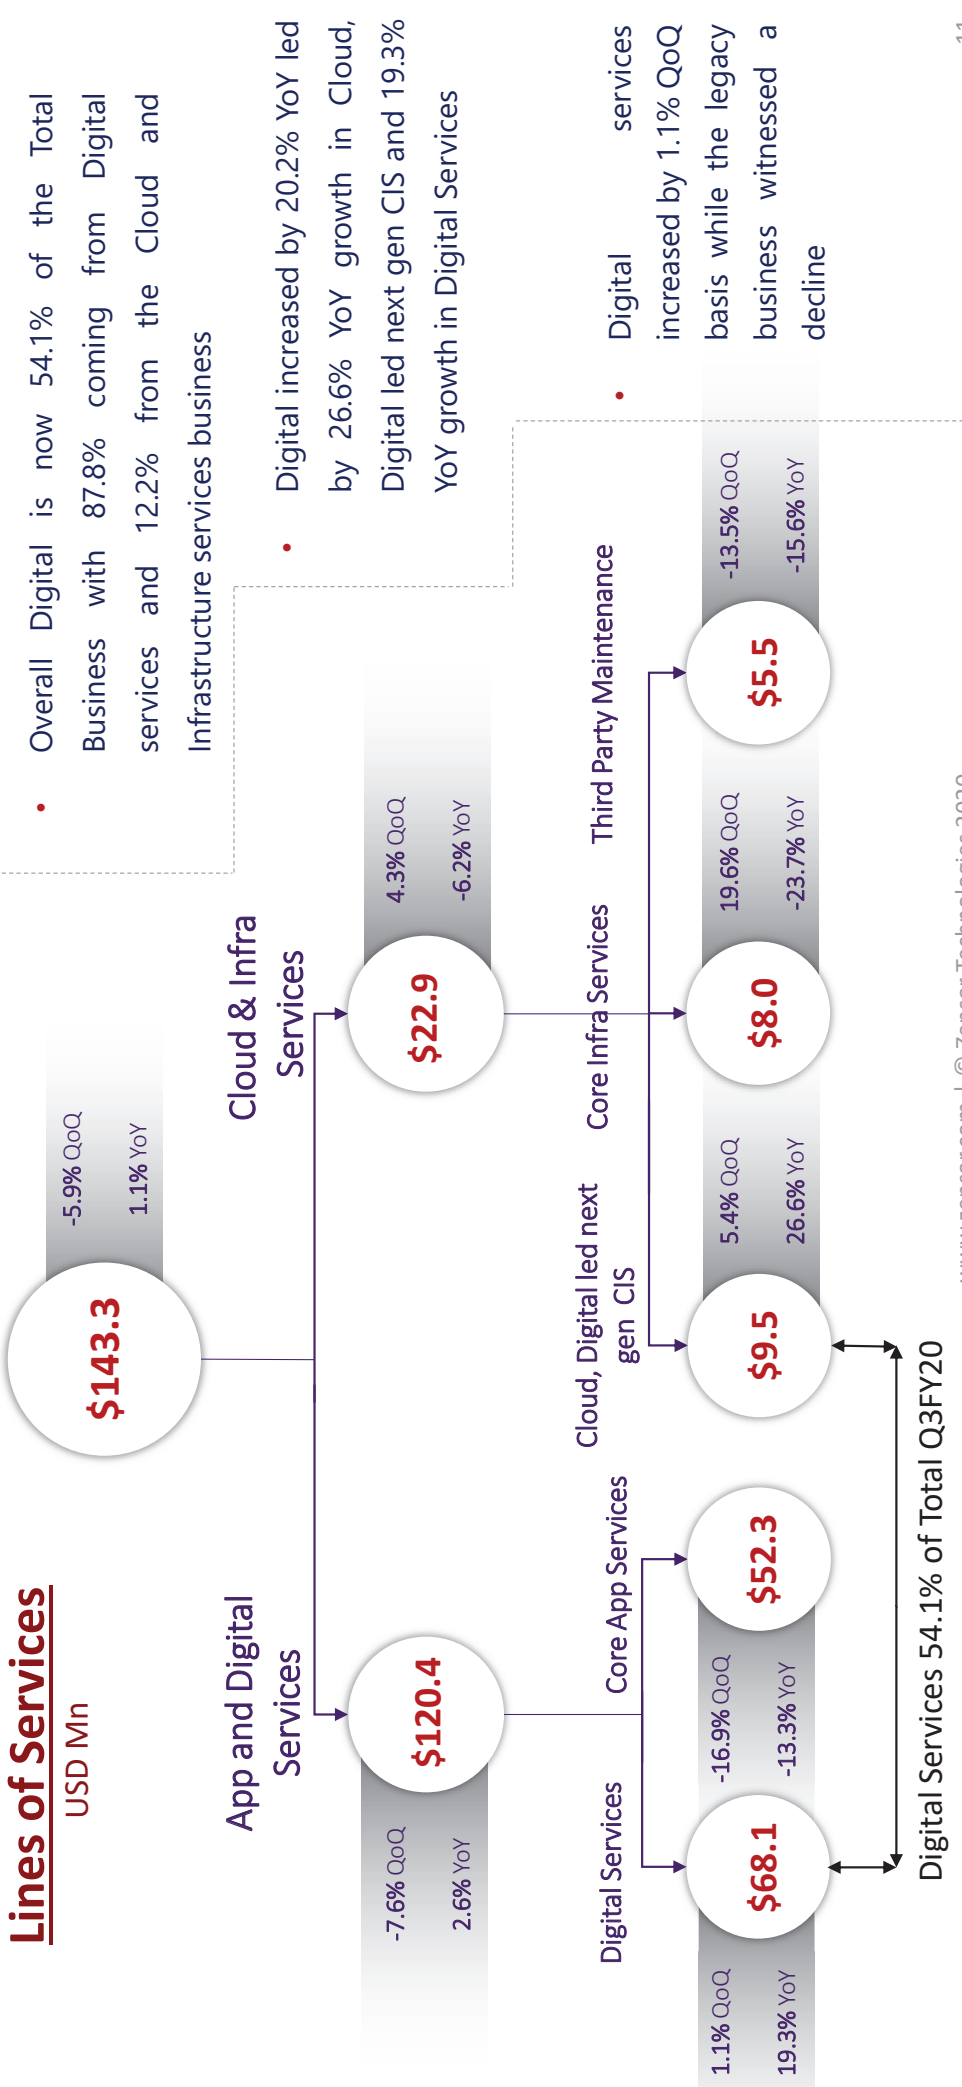 Lines of Services
USD Mn
$143.3
-5.9% QoQ
1.1% YoY
App and Digital
Services
-7.6% QoQ
2.6% YoY
$120.4
Cloud & Infra
Services
$22.9
4.3% QoQ
-6.2% YoY
Digital Services
1.1% QoQ
19.3% YoY
$68.1
Core App Services
-16.9% QoQ
-13.3% YoY
$52.3
Cloud, Digital led next
gen CIS
$9.5
5.4% QoQ
26.6% YoY
Core Infra Services
$8.0
19.6% QoQ
-23.7% YoY
Third Party Maintenance
$5.5
-13.5% QoQ
-15.6% YoY
Digital Services 54.1% of Total Q3FY20
• Overall Digital is now 54.1% of the Total
Business with 87.8% coming from Digital
services and 12.2% from the Cloud and
Infrastructure services business
• Digital increased by 20.2% YoY led
by 26.6% YoY growth in Cloud,
Digital led next gen CIS and 19.3%
YoY growth in Digital Services
• Digital services
increased by 1.1% QoQ
basis while the legacy
business witnessed a
decline
www.zensar.com | © Zensar Technologies 2020
11